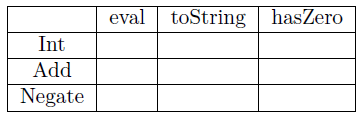 eval toString hasZero
Int
Add
Negate